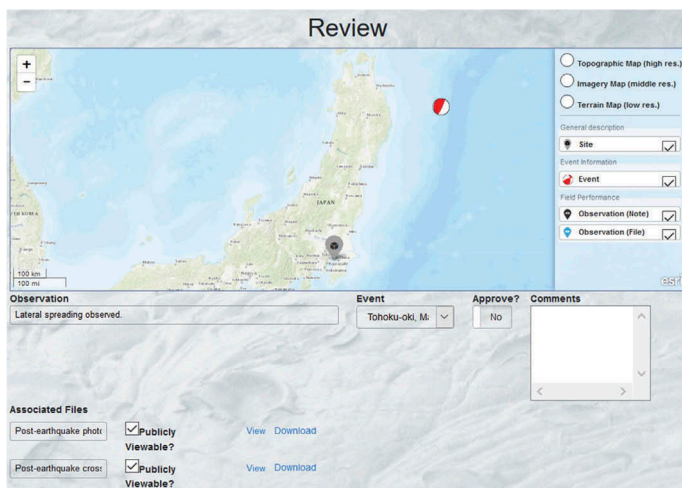 Review
+
−
Topographic Map (high res.)
Imagery Map (middle res.)
Terrain Map (low res.)
General description
Site
Event Information
Event
Field Performance
Observation (Note)
Observation (File)
JAPAN
100 km
100 mi
esri
Observation
Event
Approve?
Comments
Lateral spreading observed.
Tohoku-oki, M
No
Associated Files
Post-earthquake phot
Publicly
Viewable?
View Download
Post-earthquake cros
Publicly
Viewable?
View Download